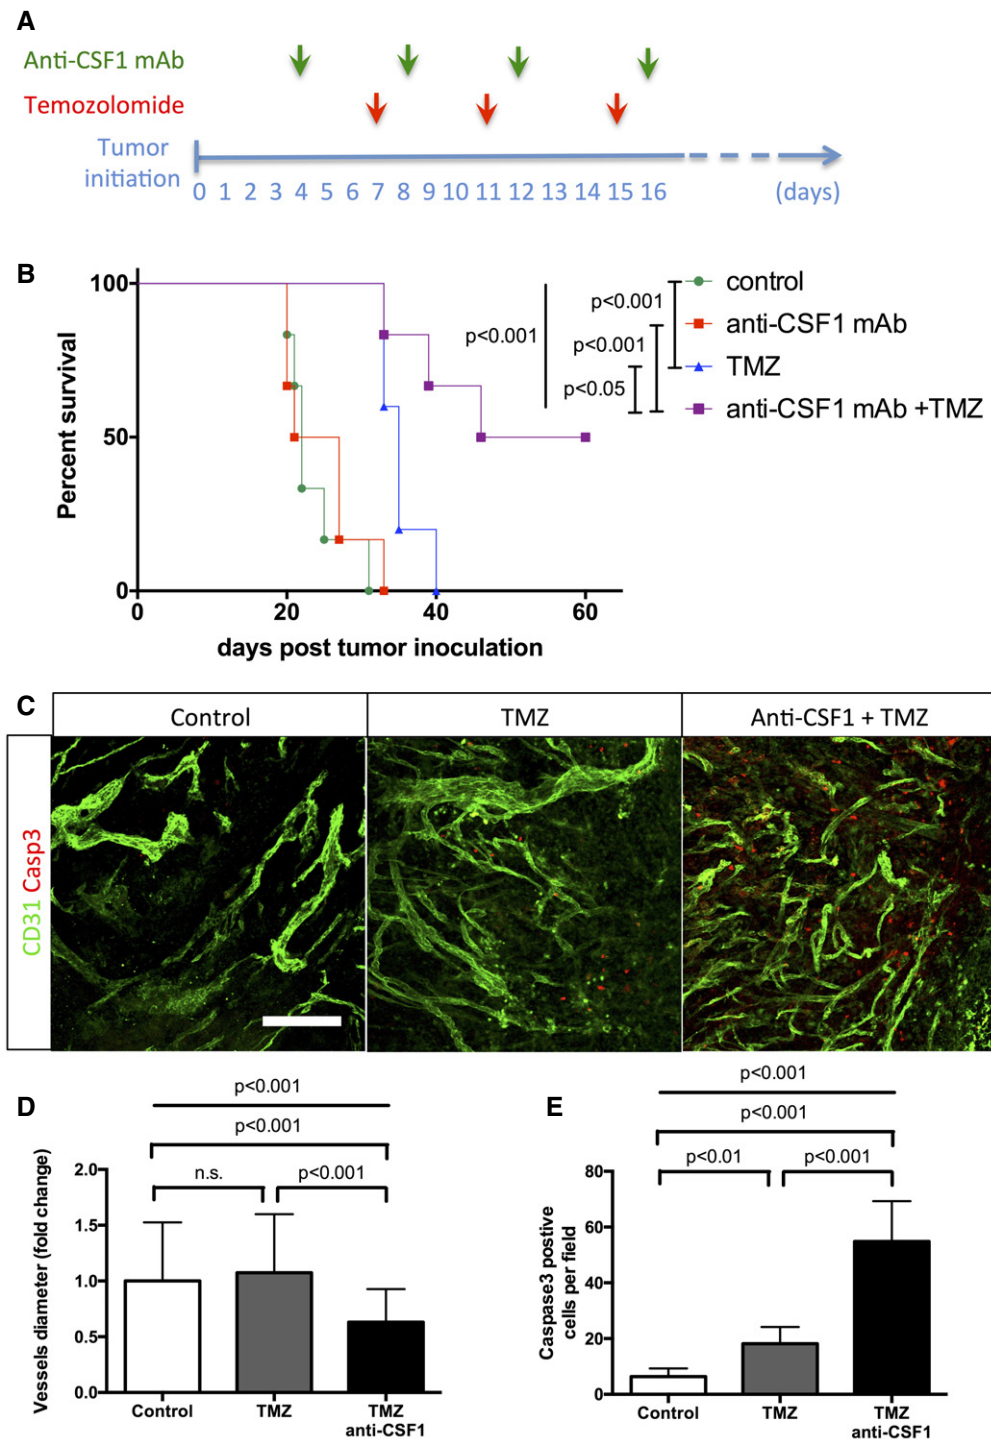 A
Anti-CSF1 mAb
Temozolomide
Tumor
initiation
0 1 2 3 4 5 6 7 8 9 10 11 12 13 14 15 16 (days)
B
Percent survival
100
50
0
0 20 40 60
days post tumor inoculation
p<0.001
p<0.001
p<0.001
p<0.05
control
anti-CSF1 mAb
TMZ
anti-CSF1 mAb +TMZ
C
Control
TMZ
Anti-CSF1 + TMZ
CD31 Casp3
D
p<0.001
p<0.001
n.s.
p<0.001
Vessels diameter (fold change)
2.0
1.5
1.0
0.5
0.0
Control
TMZ
TMZ
anti-CSF1
E
p<0.001
p<0.001
p<0.01
p<0.001
Caspase3 postive
cells per field
80
60
40
20
0
Control
TMZ
TMZ
anti-CSF1